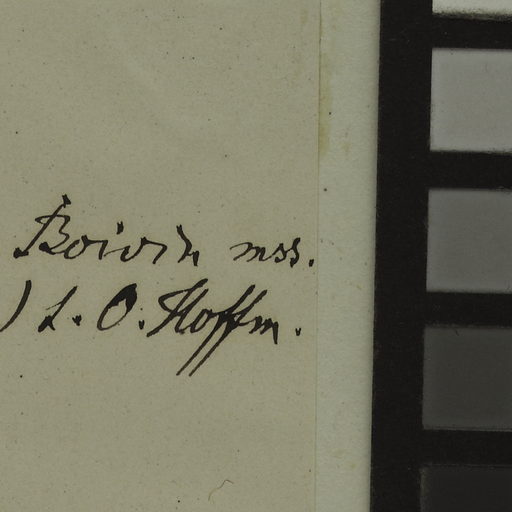 Boivin mss.
) L. O. Hoffm.